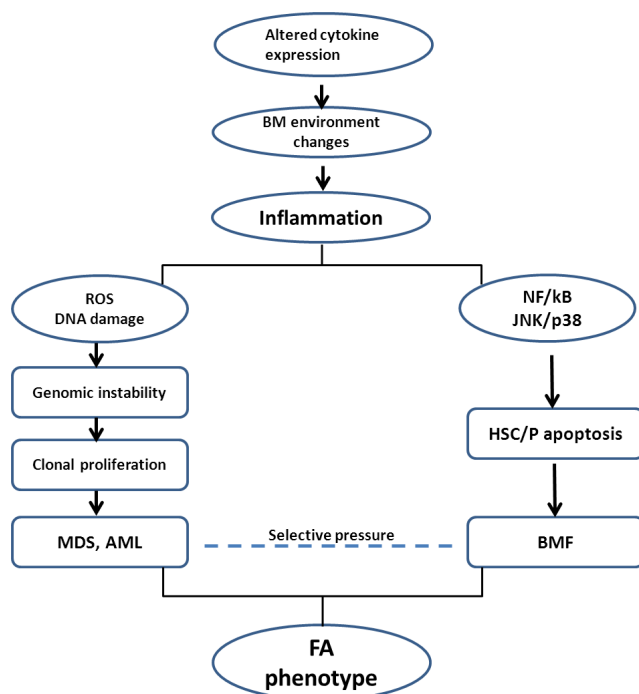 Altered cytokine
expression
BM environment
changes
Inflammation
ROS
DNA damage
NF/kB
JNK/p38
Genomic instability
HSC/P apoptosis
Clonal proliferation
MDS, AML
Selective pressure
BMF
FA
phenotype